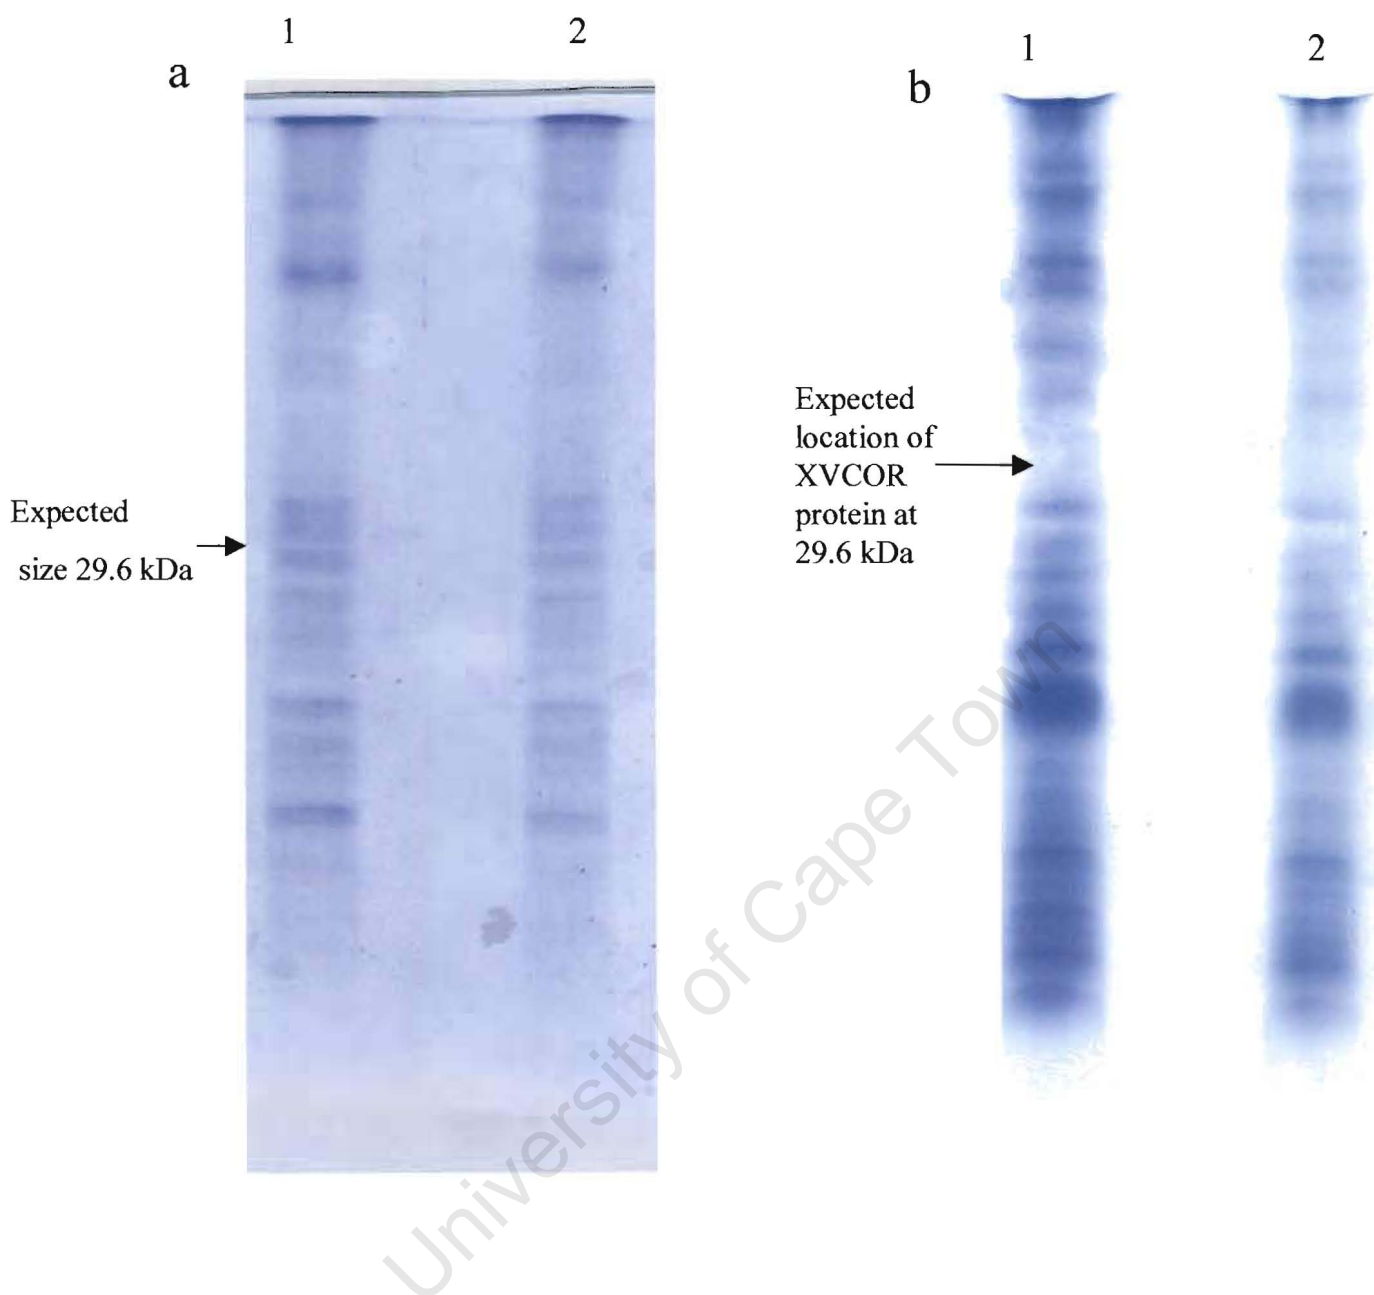 1 2
a
Expected
size 29.6 kDa
1 2
b
Expected
location of
XVCOR
protein at
29.6 kDa
University of Cape Town